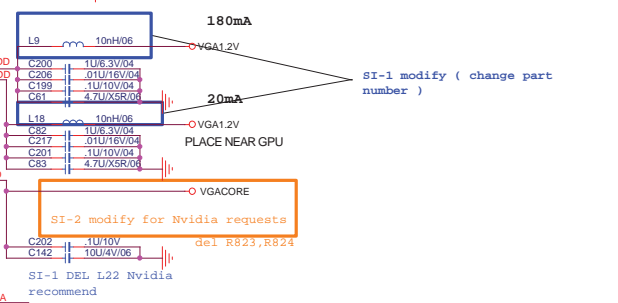 180mA
L9 10nH/06
VGA1.2V
DD
C200 1U/6.3V/04
DD
C206 .01U/16V/04
C199 .1U/10V/04
C61 4.7U/X5R/06
SI-1 modify ( change part
number )
20mA
L18 10nH/06
VGA1.2V
C82 1U/6.3V/04
C217 .01U/16V/04
PLACE NEAR GPU
C201 .1U/10V/04
C83 4.7U/X5R/06
VGACORE
SI-2 modify for Nvidia requests
del R823,R824
C202 .1U/10V
C142 10U/4V/06
SI-1 DEL L22 Nvidia
recommend
A